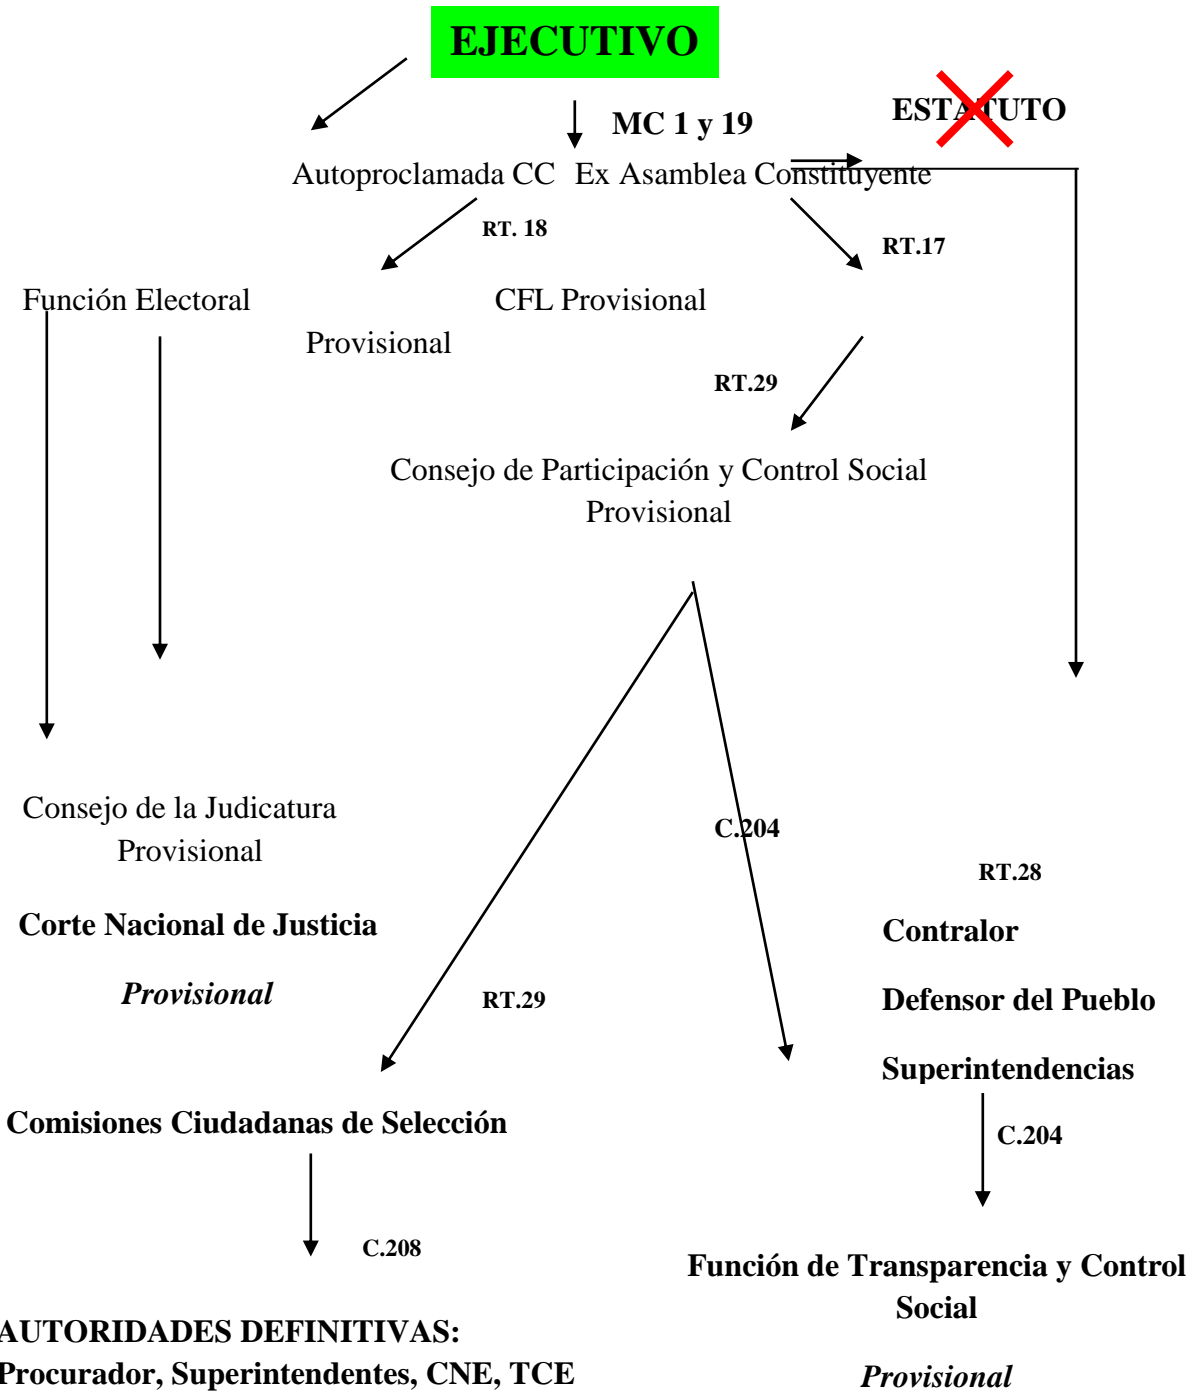 EJECUTIVO
ESTATUTO
MC 1 y 19
Autoproclamada CC Ex Asamblea Constituyente
RT. 18
RT.17
Función Electoral
CFL Provisional
Provisional
RT.29
Consejo de Participación y Control Social
Provisional
Consejo de la Judicatura
Provisional
C.204
RT.28
Corte Nacional de Justicia
Contralor
Provisional
RT.29
Defensor del Pueblo
Superintendencias
Comisiones Ciudadanas de Selección
C.204
C.208
Función de Transparencia y Control
Social
AUTORIDADES DEFINITIVAS:
Procurador, Superintendentes, CNE, TCE
Provisional